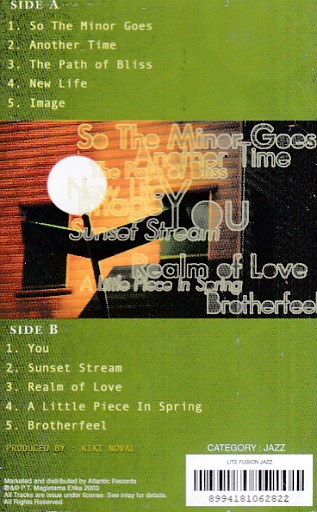 SIDE A
1. So The Minor Goes
2. Another Time
3. The Path of Bliss
4. New Life
5. Image
So The Minor Goes
Another Time
The Path of Bliss
New Life
Image
YOU
Sunset Stream
Realm of Love
A Little Piece In Spring
Brotherfeel
SIDE B
1. You
2. Sunset Stream
3. Realm of Love
4. A Little Piece In Spring
5. Brotherfeel
PRODUCED BY : KIKI NOVAL
CATEGORY : JAZZ
LITE FUSION JAZZ
Marketed and distributed by Atlantic Records
℗&© P.T. Magixtama Etika 2003
All Tracks are issue under license. See inlay for details.
All Rights Reserved.
8994181062822